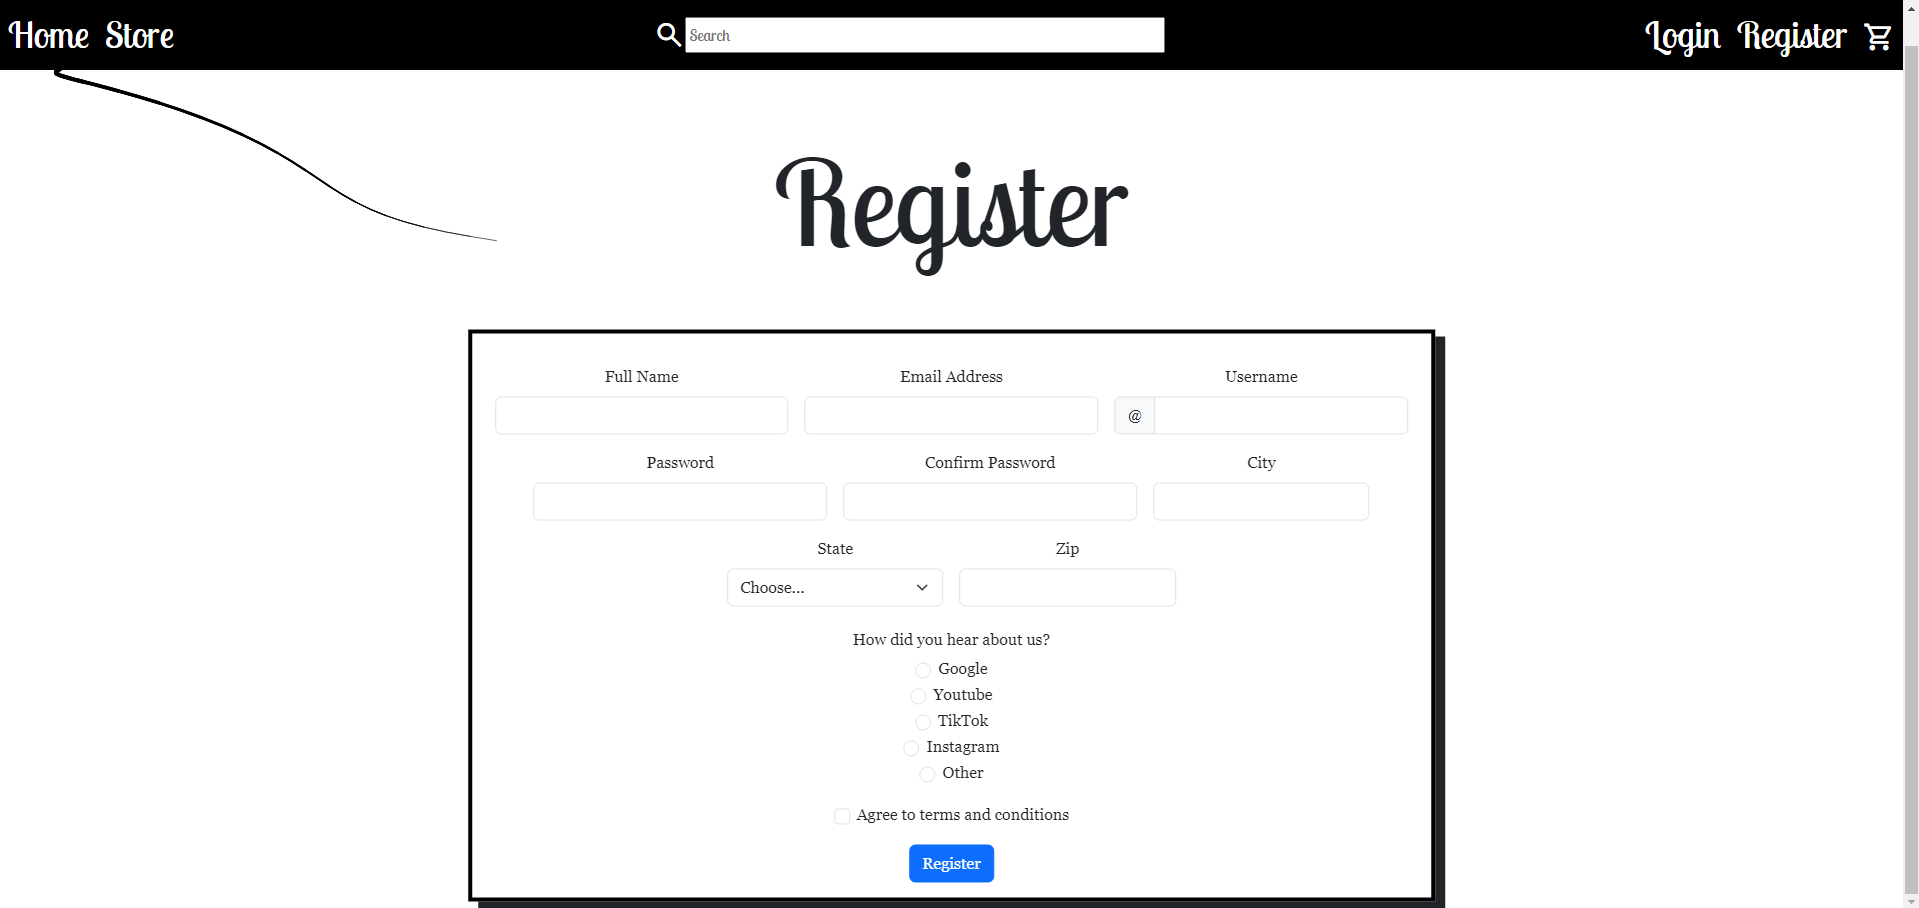 Home Store Search Login Register
Register
Full Name Email Address Username
@
Password Confirm Password City
State Zip
Choose...
How did you hear about us?
Google
Youtube
TikTok
Instagram
Other
Agree to terms and conditions
Register